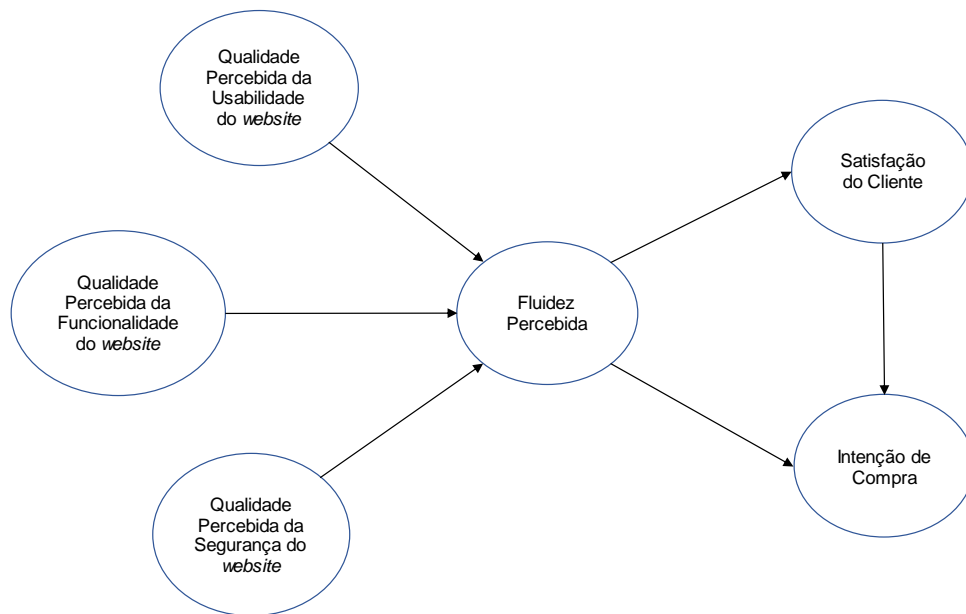 Qualidade
Percebida da
Usabilidade
do website
Satisfação
do Cliente
Qualidade
Percebida da
Funcionalidade
do website
Fluidez
Percebida
Intenção de
Compra
Qualidade
Percebida da
Segurança do
website